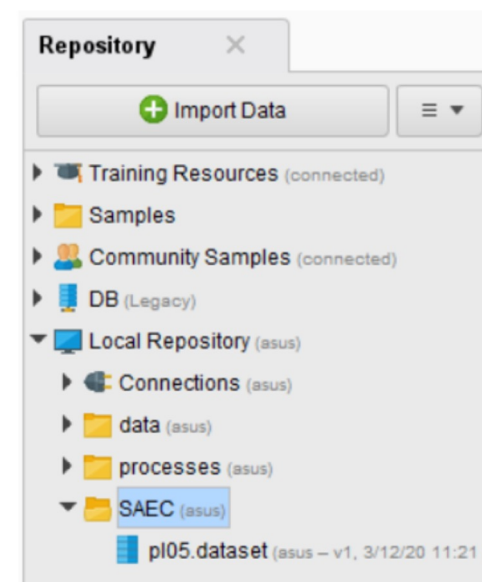 Repository
Import Data
Training Resources (connected)
Samples
Community Samples (connected)
DB (Legacy)
Local Repository (asus)
Connections (asus)
data (asus)
processes (asus)
SAEC (asus)
pl05.dataset (asus – v1, 3/12/20 11:21